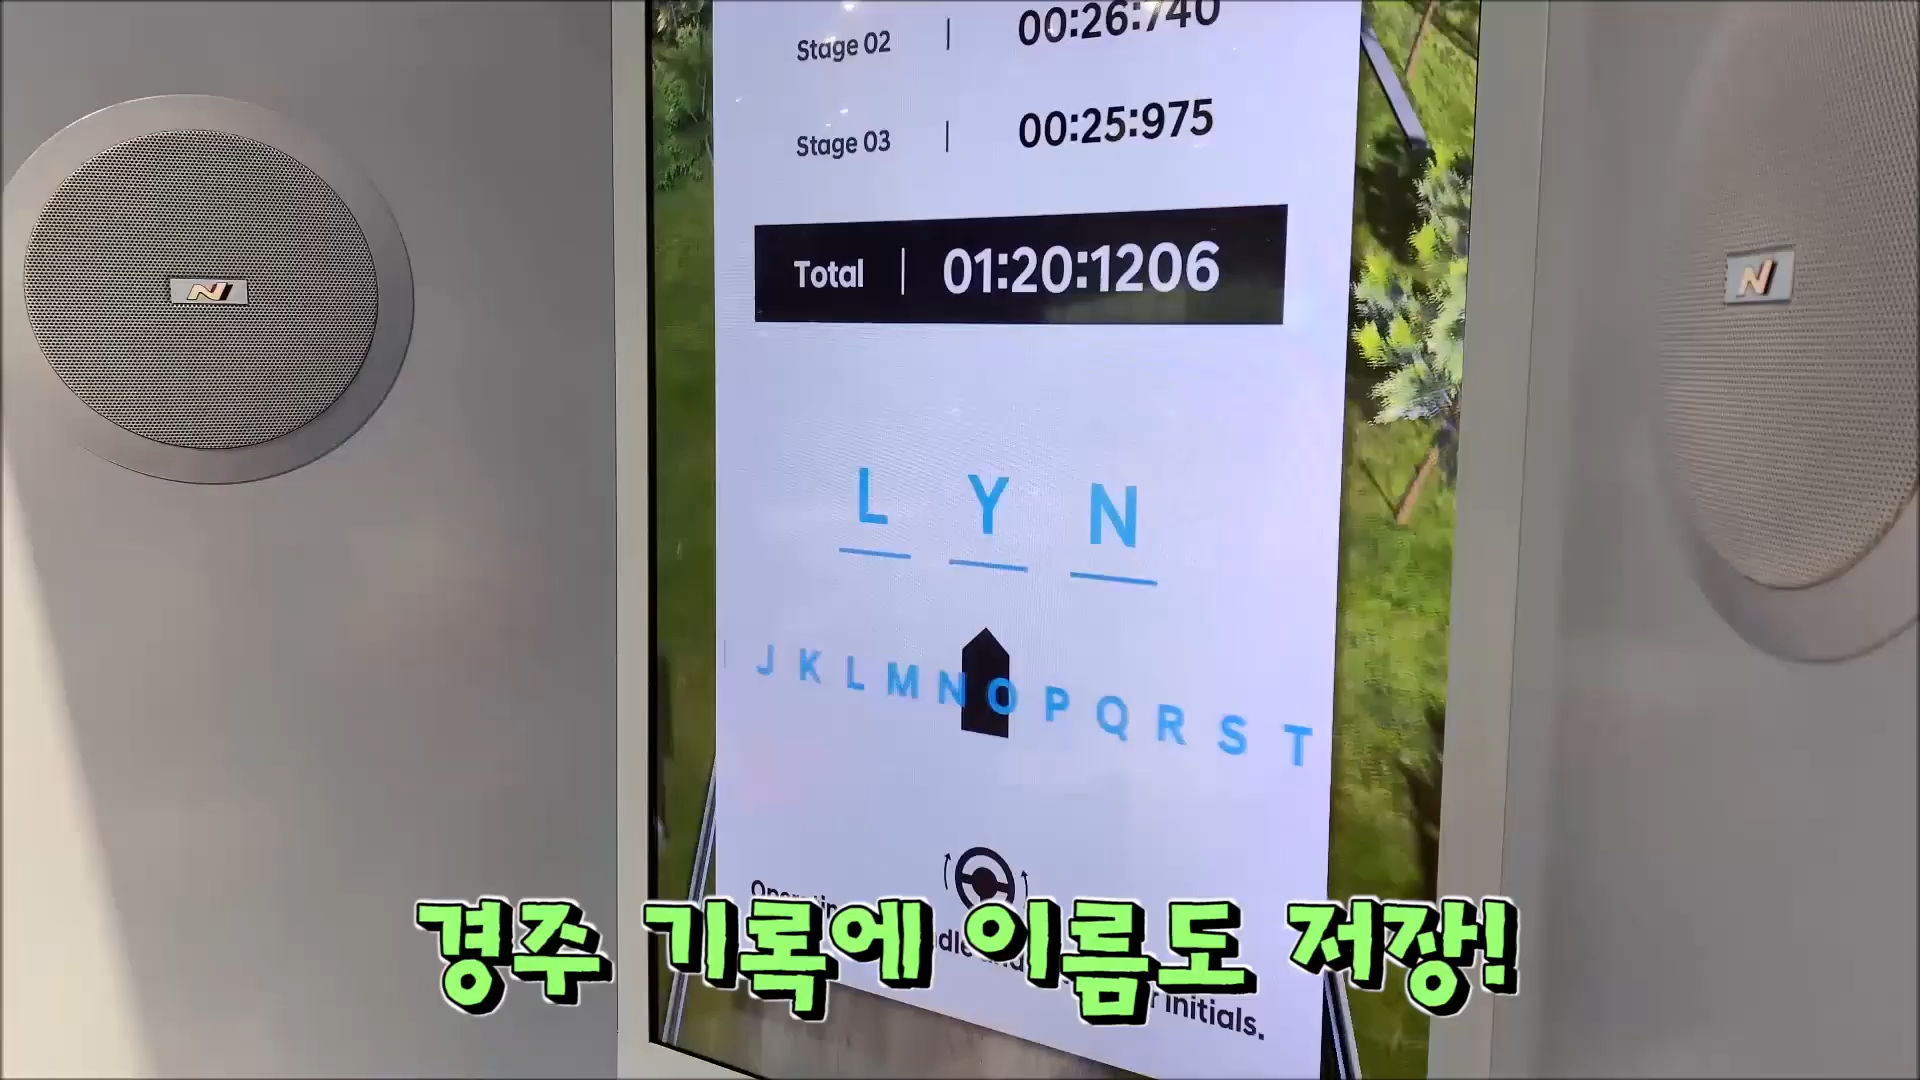 Stage 02 | 00:26:740
Stage 03 | 00:25:975
Total | 01:20:1206
L Y N
J K L M N O P Q R S T
initials.
경주 기록에 이름도 저장!
N
N